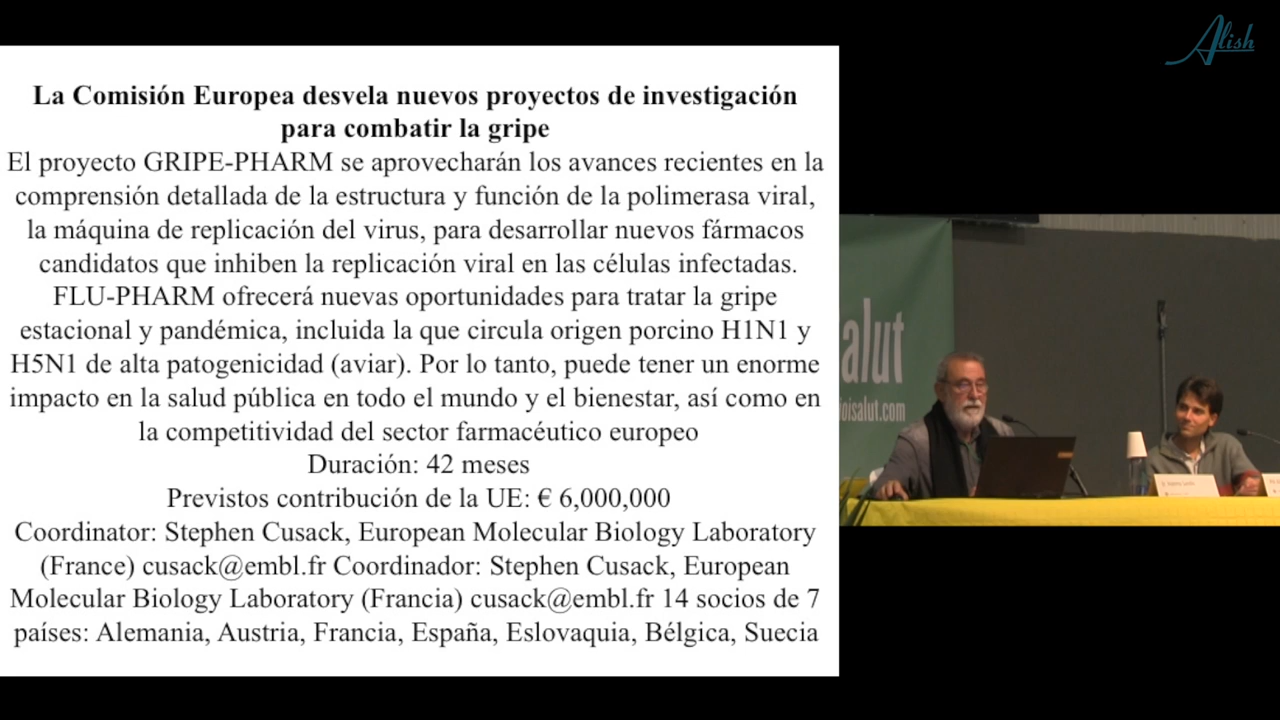 Alish
La Comisión Europea desvela nuevos proyectos de investigación
para combatir la gripe
El proyecto GRIPE-PHARM se aprovecharán los avances recientes en la
comprensión detallada de la estructura y función de la polimerasa viral,
la máquina de replicación del virus, para desarrollar nuevos fármacos
candidatos que inhiben la replicación viral en las células infectadas.
FLU-PHARM ofrecerá nuevas oportunidades para tratar la gripe
estacional y pandémica, incluida la que circula origen porcino H1N1 y
H5N1 de alta patogenicidad (aviar). Por lo tanto, puede tener un enorme
impacto en la salud pública en todo el mundo y el bienestar, así como en
la competitividad del sector farmacéutico europeo
Duración: 42 meses
Previstos contribución de la UE: € 6,000,000
Coordinator: Stephen Cusack, European Molecular Biology Laboratory
(France) cusack@embl.fr Coordinador: Stephen Cusack, European
Molecular Biology Laboratory (Francia) cusack@embl.fr 14 socios de 7
países: Alemania, Austria, Francia, España, Eslovaquia, Bélgica, Suecia
alut
oisalut.com